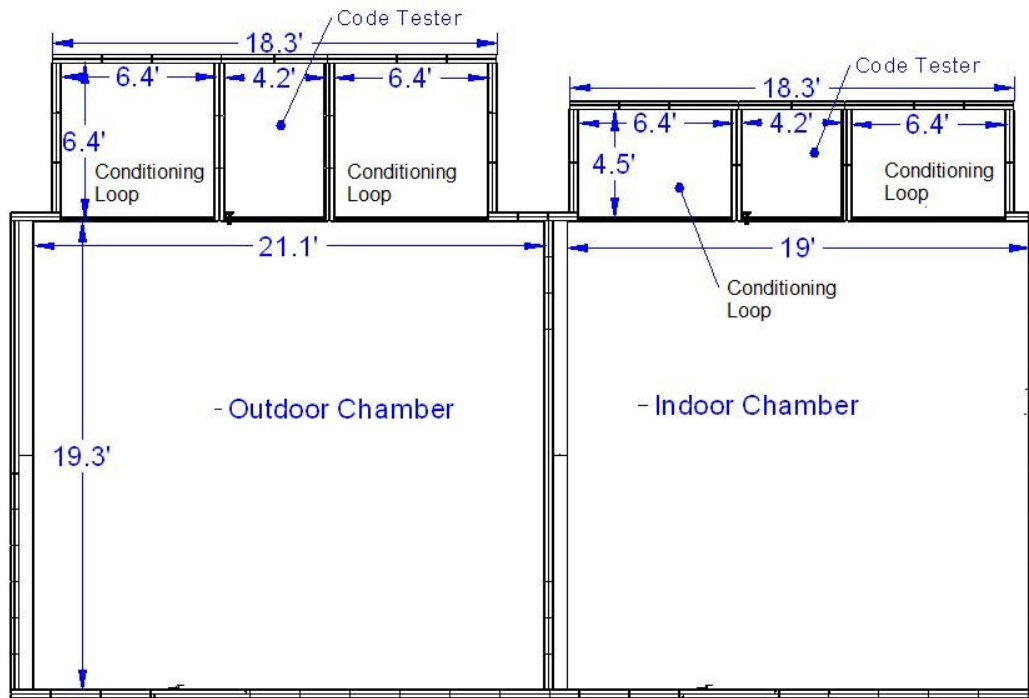 Code Tester
18.3'
6.4'
4.2'
6.4'
6.4'
Conditioning
Loop
Conditioning
Loop
Code Tester
18.3'
6.4'
4.2'
6.4'
4.5'
Conditioning
Loop
21.1'
19'
Conditioning
Loop
Outdoor Chamber
Indoor Chamber
19.3'